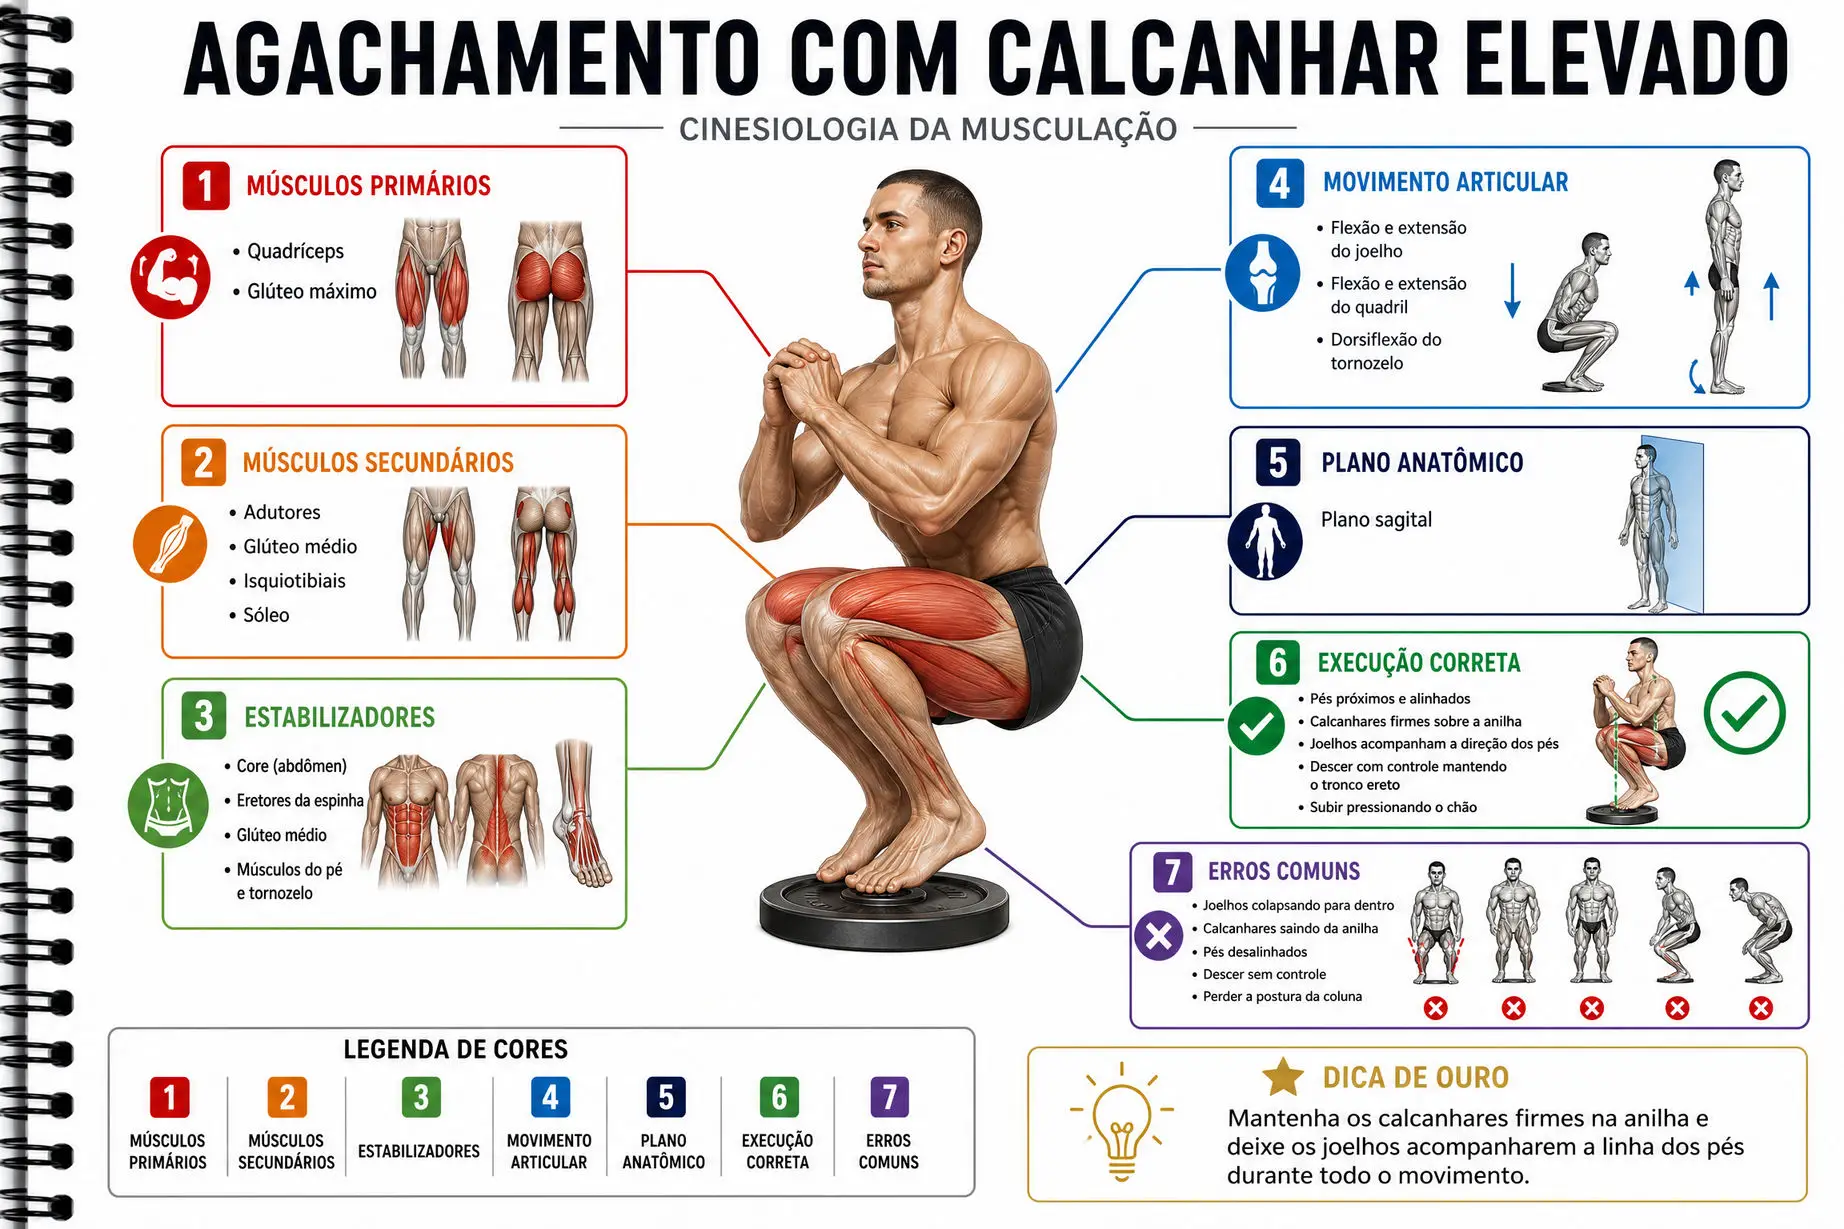 AGACHAMENTO COM CALCANHAR ELEVADO
CINESIOLOGIA DA MUSCULAÇÃO
1 MÚSCULOS PRIMÁRIOS
• Quadríceps
• Glúteo máximo
2 MÚSCULOS SECUNDÁRIOS
• Adutores
• Glúteo médio
• Isquiotibiais
• Sóleo
3 ESTABILIZADORES
• Core (abdômen)
• Eretores da espinha
• Glúteo médio
• Músculos do pé
e tornozelo
4 MOVIMENTO ARTICULAR
• Flexão e extensão
do joelho
• Flexão e extensão
do quadril
• Dorsiflexão do
tornozelo
5 PLANO ANATÔMICO
Plano sagital
6 EXECUÇÃO CORRETA
• Pés próximos e alinhados
• Calcanhares firmes sobre a anilha
• Joelhos acompanham a direção dos pés
• Descer com controle mantendo
o tronco ereto
• Subir pressionando o chão
7 ERROS COMUNS
• Joelhos colapsando para dentro
• Calcanhares saindo da anilha
• Pés desalinhados
• Descer sem controle
• Perder a postura da coluna
LEGENDA DE CORES
1 MÚSCULOS
PRIMÁRIOS
2 MÚSCULOS
SECUNDÁRIOS
3 ESTABILIZADORES
4 MOVIMENTO
ARTICULAR
5 PLANO
ANATÔMICO
6 EXECUÇÃO
CORRETA
7 ERROS
COMUNS
DICA DE OURO
Mantenha os calcanhares firmes na anilha e
deixe os joelhos acompanharem a linha dos pés
durante todo o movimento.